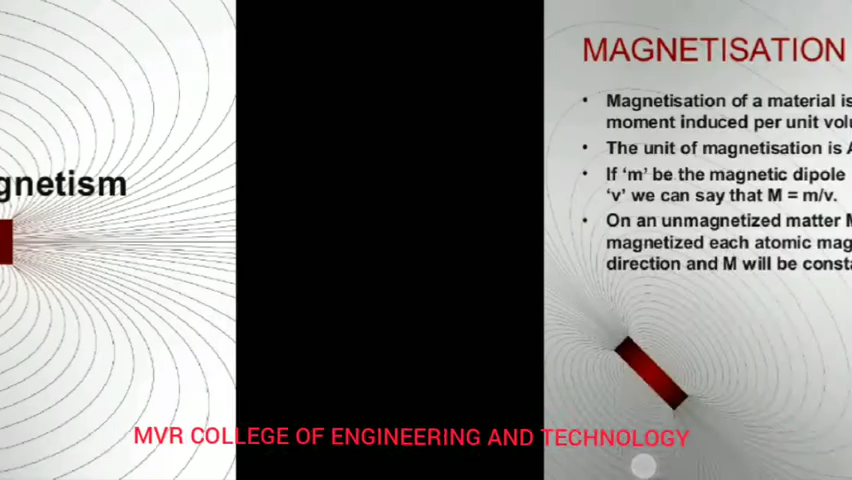 gnetism
MAGNETISATION
• Magnetisation of a material is
moment induced per unit volu
• The unit of magnetisation is A
• If ‘m’ be the magnetic dipole
‘v’ we can say that M = m/v.
• On an unmagnetized matter M
magnetized each atomic mag
direction and M will be consta
MVR COLLEGE OF ENGINEERING AND TECHNOLOGY